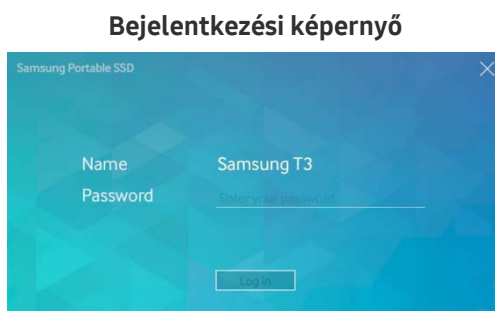 Bejelentkezési képernyő
Samsung Portable SSD
Name Samsung T3
Password Enter your password
Log in